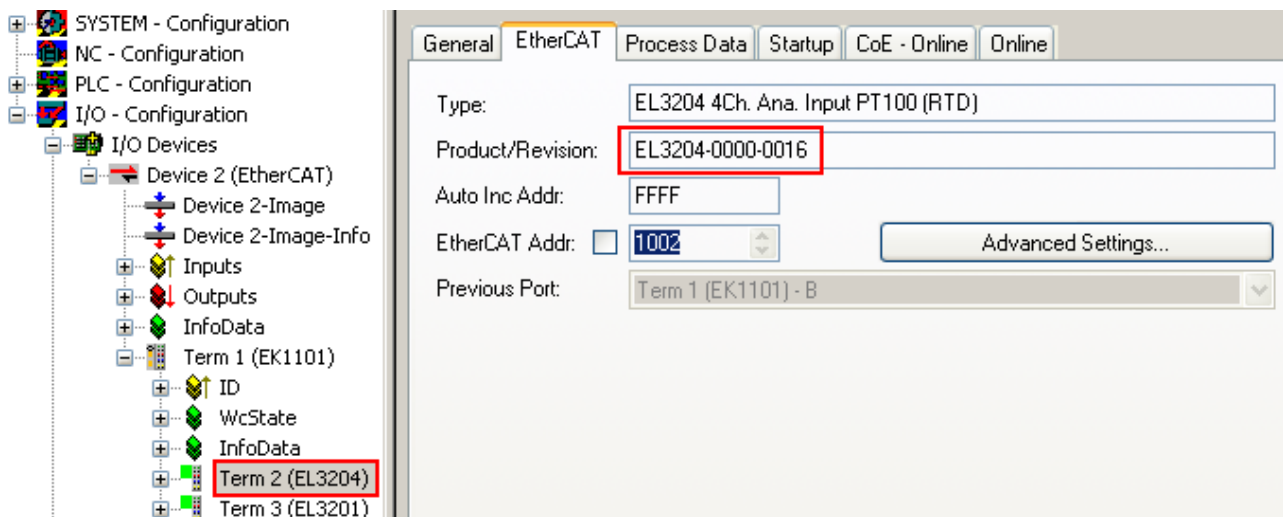 SYSTEM - Configuration
NC - Configuration
PLC - Configuration
I/O - Configuration
I/O Devices
Device 2 (EtherCAT)
Device 2-Image
Device 2-Image-Info
Inputs
Outputs
InfoData
Term 1 (EK1101)
ID
WcState
InfoData
Term 2 (EL3204)
Term 3 (EL3201)
General EtherCAT Process Data Startup CoE - Online Online
Type: EL3204 4Ch. Ana. Input PT100 (RTD)
Product/Revision: EL3204-0000-0016
Auto Inc Addr: FFFF
EtherCAT Addr: 1002 Advanced Settings...
Previous Port: Term 1 (EK1101) - B